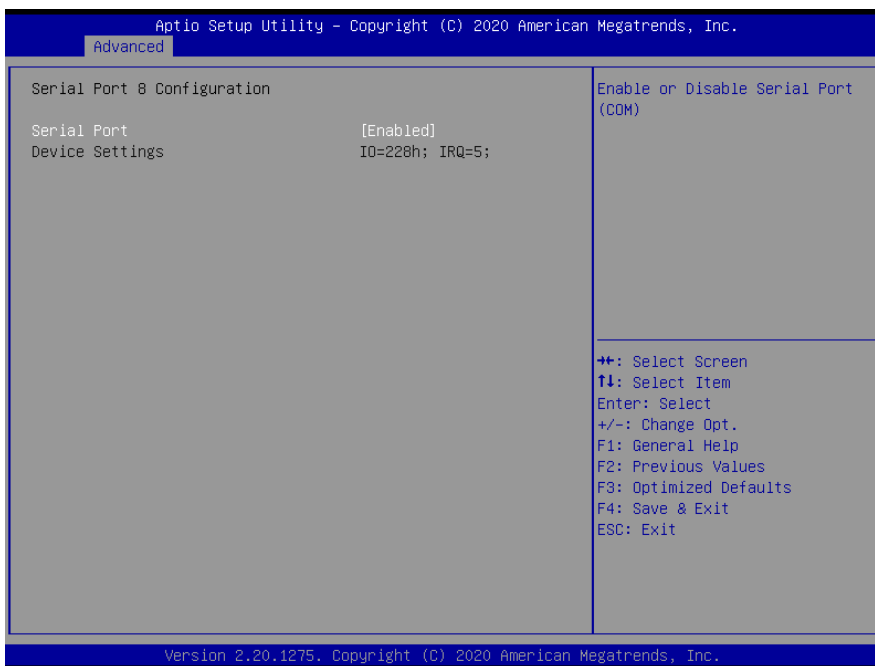 Aptio Setup Utility – Copyright (C) 2020 American Megatrends, Inc.
Advanced
Serial Port 8 Configuration
Serial Port [Enabled]
Device Settings IO=228h; IRQ=5;
Enable or Disable Serial Port
(COM)
→←: Select Screen
↑↓: Select Item
Enter: Select
+/-: Change Opt.
F1: General Help
F2: Previous Values
F3: Optimized Defaults
F4: Save & Exit
ESC: Exit
Version 2.20.1275. Copyright (C) 2020 American Megatrends, Inc.